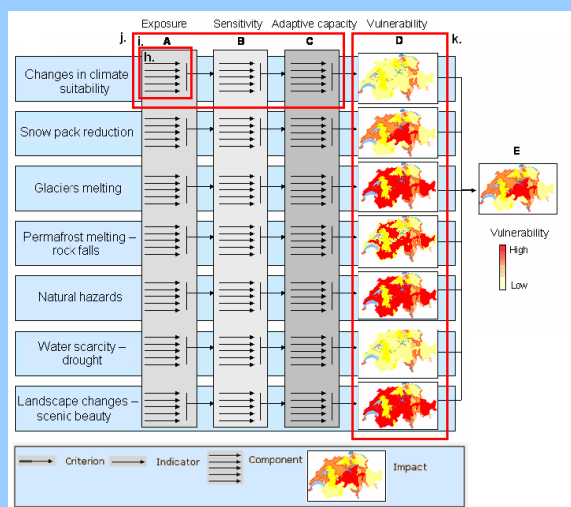 Exposure Sensitivity Adaptive capacity Vulnerability
j. i. A B C D k.
h.
Changes in climate
suitability
Snow pack reduction
Glaciers melting
E
Permafrost melting –
rock falls
Vulnerability
High
Low
Natural hazards
Water scarcity –
drought
Landscape changes –
scenic beauty
Criterion Indicator Component Impact